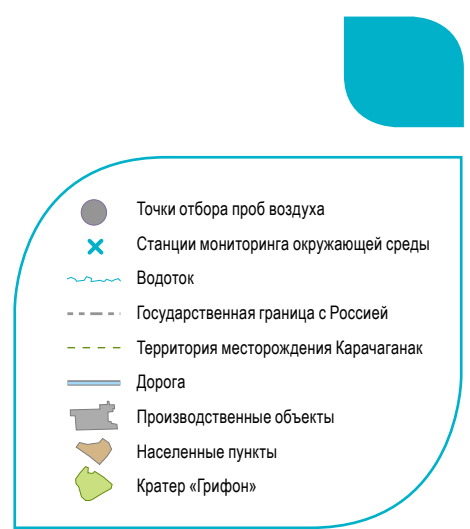 Точки отбора проб воздуха
Станции мониторинга окружающей среды
Водоток
Государственная граница с Россией
Территория месторождения Карачаганак
Дорога
Производственные объекты
Населенные пункты
Кратер «Грифон»